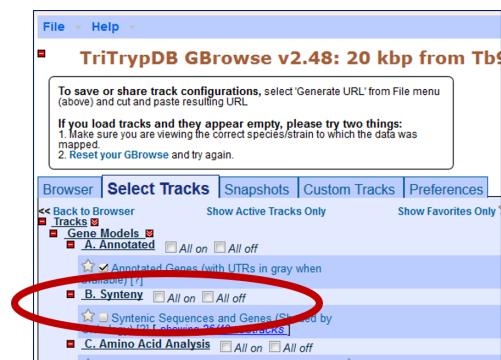 File Help
TriTrypDB GBrowse v2.48: 20 kbp from Tb9
To save or share track configurations, select 'Generate URL' from File menu
(above) and cut and paste resulting URL
If you load tracks and they appear empty, please try two things:
1. Make sure you are viewing the correct species/strain to which the data was
mapped.
2. Reset your GBrowse and try again.
Browser Select Tracks Snapshots Custom Tracks Preferences
<< Back to Browser Show Active Tracks Only Show Favorites Only
Tracks
Gene Models
A. Annotated All on All off
Annotated Genes (with UTRs in gray when
available) [?]
B. Synteny All on All off
Syntenic Sequences and Genes (Shaded by
[?] [ showing 26/ subtracks ]
C. Amino Acid Analysis All on All off